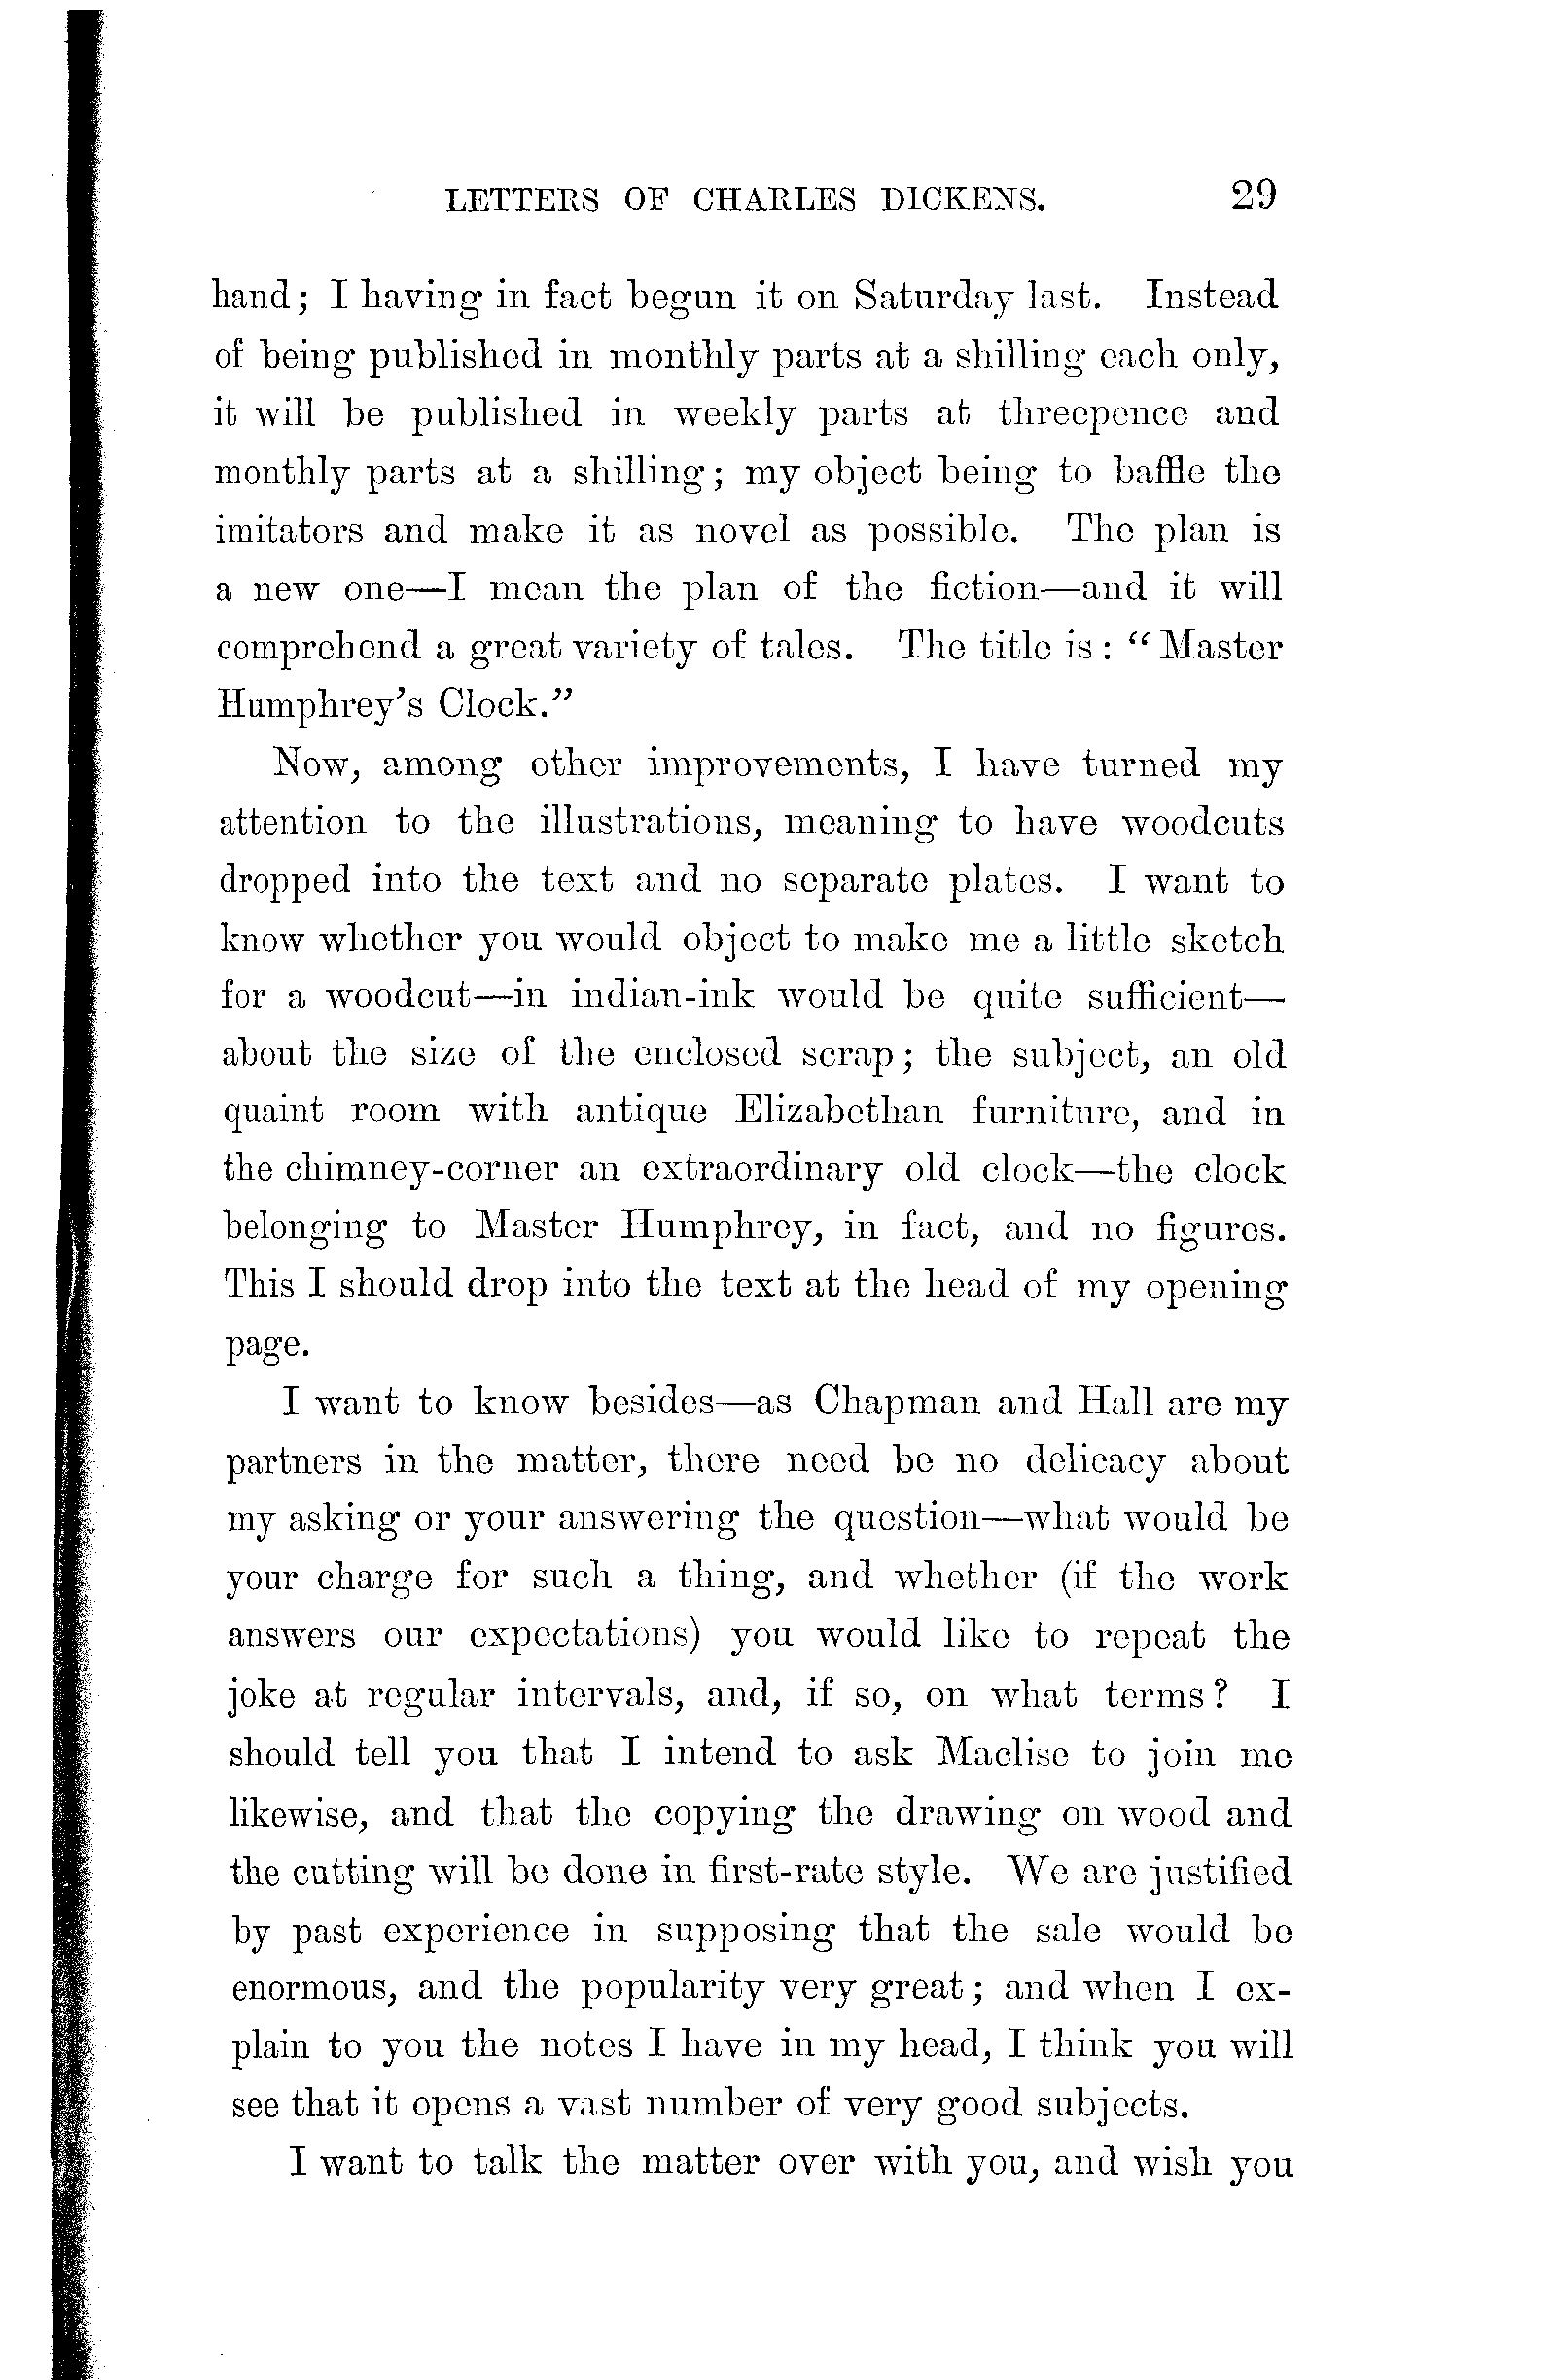 LETTERS OF CHARLES DICKENS. 29
hand; I having in fact begun it on Saturday last. Instead
of being published in monthly parts at a shilling each only,
it will be published in weekly parts at threepence and
monthly parts at a shilling; my object being to baffle the
imitators and make it as novel as possible. The plan is
a new one—I mean the plan of the fiction—and it will
comprehend a great variety of tales. The title is: "Master
Humphrey's Clock."
Now, among other improvements, I have turned my
attention to the illustrations, meaning to have woodcuts
dropped into the text and no separate plates. I want to
know whether you would object to make me a little sketch
for a woodcut—in indian-ink would be quite sufficient—
about the size of the enclosed scrap; the subject, an old
quaint room with antique Elizabethan furniture, and in
the chimney-corner an extraordinary old clock—the clock
belonging to Master Humphrey, in fact, and no figures.
This I should drop into the text at the head of my opening
page.
I want to know besides—as Chapman and Hall are my
partners in the matter, there need be no delicacy about
my asking or your answering the question—what would be
your charge for such a thing, and whether (if the work
answers our expectations) you would like to repeat the
joke at regular intervals, and, if so, on what terms? I
should tell you that I intend to ask Maclise to join me
likewise, and that the copying the drawing on wood and
the cutting will be done in first-rate style. We are justified
by past experience in supposing that the sale would be
enormous, and the popularity very great; and when I ex-
plain to you the notes I have in my head, I think you will
see that it opens a vast number of very good subjects.
I want to talk the matter over with you, and wish you